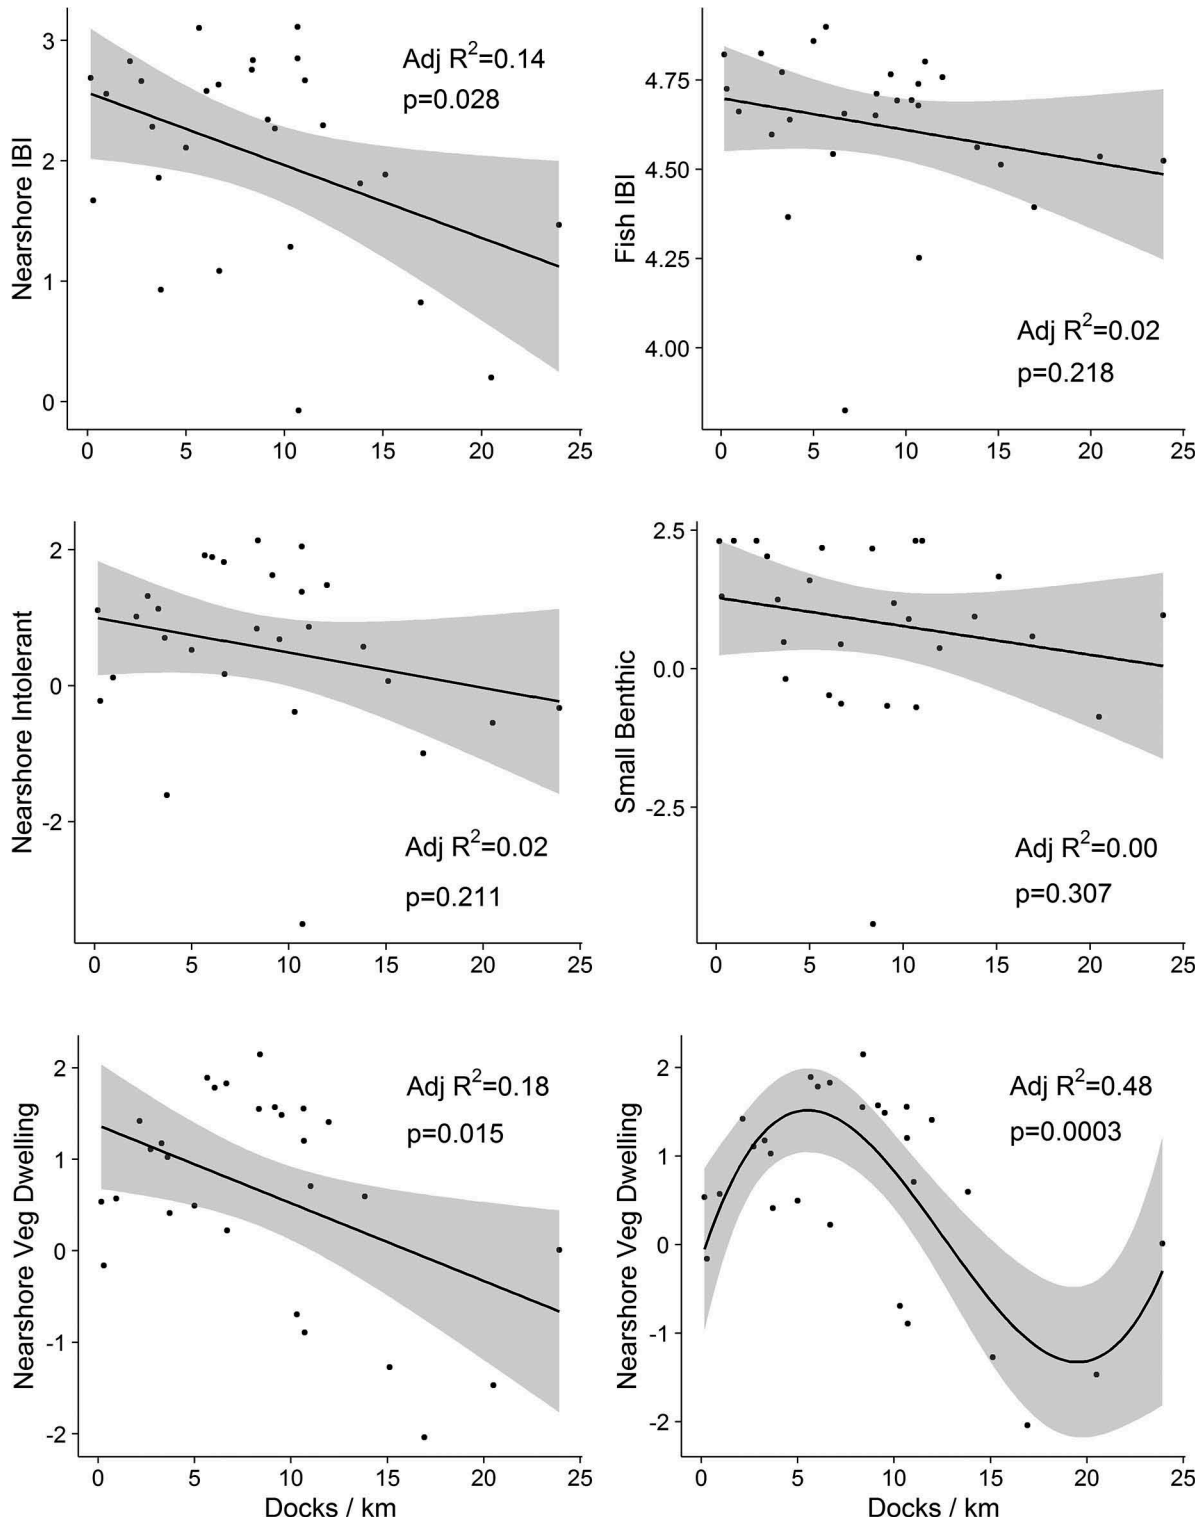 Nearshore IBI
3
2
1
0
Adj R²=0.14
p=0.028
0 5 10 15 20 25
Fish IBI
4.75
4.50
4.25
4.00
Adj R²=0.02
p=0.218
0 5 10 15 20 25
Nearshore Intolerant
2
0
-2
Adj R²=0.02
p=0.211
0 5 10 15 20 25
Small Benthic
2.5
0.0
-2.5
Adj R²=0.00
p=0.307
0 5 10 15 20 25
Nearshore Veg Dwelling
2
1
0
-1
-2
Adj R²=0.18
p=0.015
0 5 10 15 20 25
Docks / km
Nearshore Veg Dwelling
2
1
0
-1
-2
Adj R²=0.48
p=0.0003
0 5 10 15 20 25
Docks / km